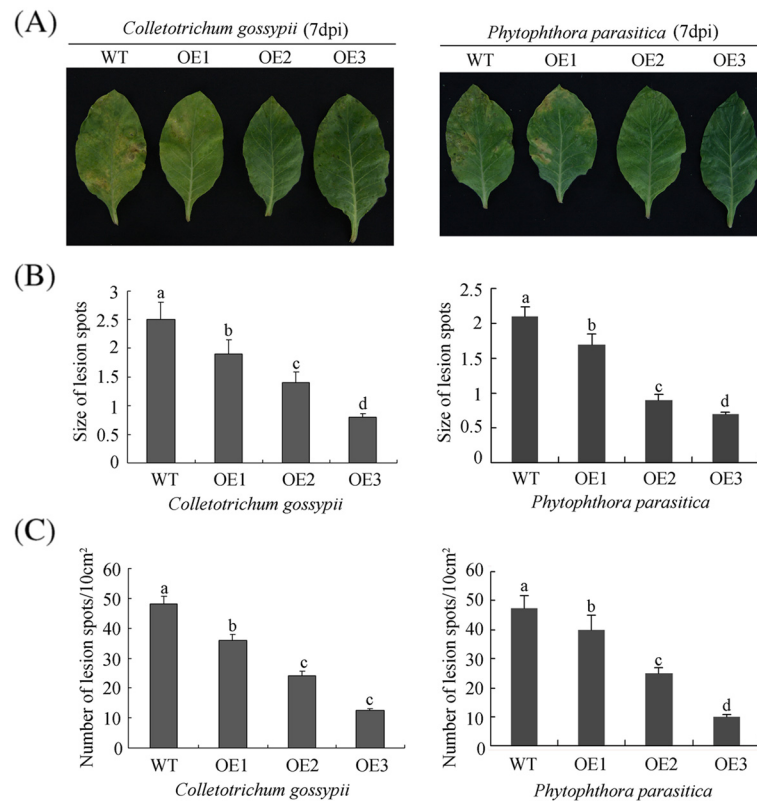 (A)
Colletotrichum gossypii (7dpi)
WT OE1 OE2 OE3
Phytophthora parasitica (7dpi)
WT OE1 OE2 OE3
(B)
Size of lesion spots
3
2.5
2
1.5
1
0.5
0
a
b
c
d
WT OE1 OE2 OE3
Colletotrichum gossypii
Size of lesion spots
2.5
2
1.5
1
0.5
0
a
b
c
d
WT OE1 OE2 OE3
Phytophthora parasitica
(C)
Number of lesion spots/10cm²
60
50
40
30
20
10
0
a
b
c
c
WT OE1 OE2 OE3
Colletotrichum gossypii
Number of lesion spots/10cm²
60
50
40
30
20
10
0
a
b
c
d
WT OE1 OE2 OE3
Phytophthora parasitica